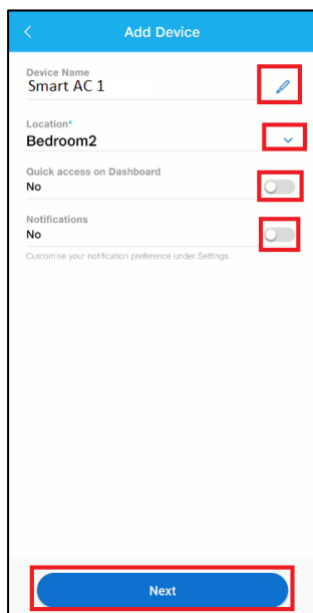 Add Device
Device Name
Smart AC 1
Location*
Bedroom2
Quick access on Dashboard
No
Notifications
No
Customise your notification preference under Settings.
Next